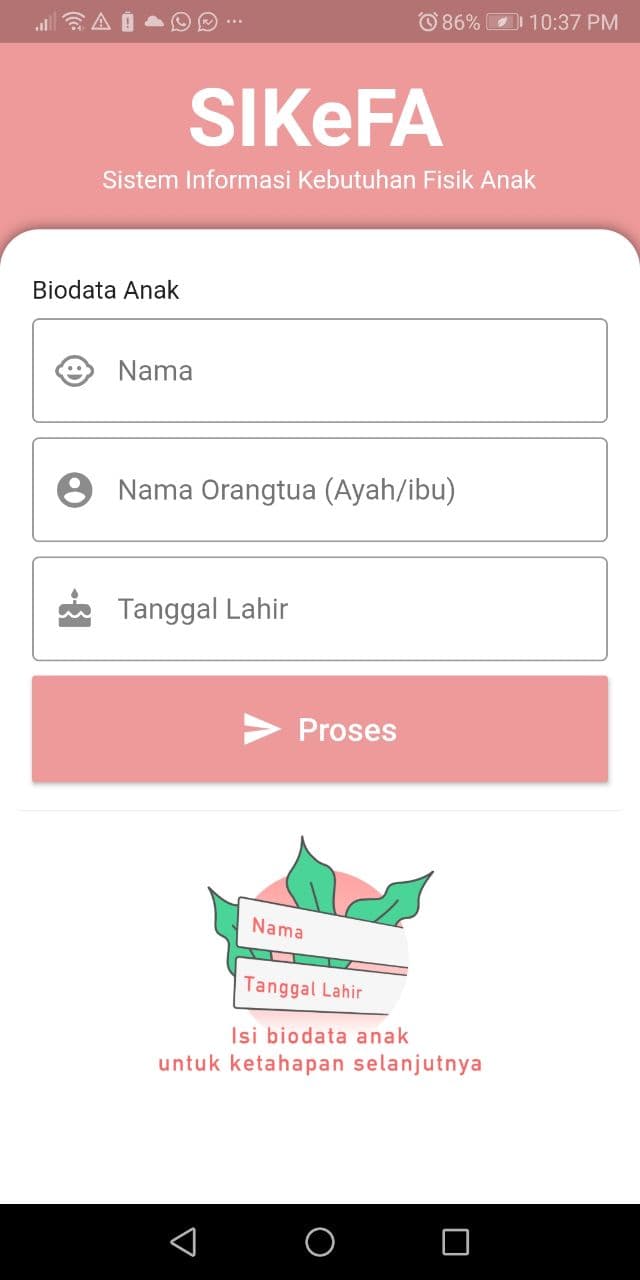 86% 10:37 PM
SIKeFA
Sistem Informasi Kebutuhan Fisik Anak
Biodata Anak
Nama
Nama Orangtua (Ayah/ibu)
Tanggal Lahir
Proses
Nama
Tanggal Lahir
Isi biodata anak
untuk ketahapan selanjutnya